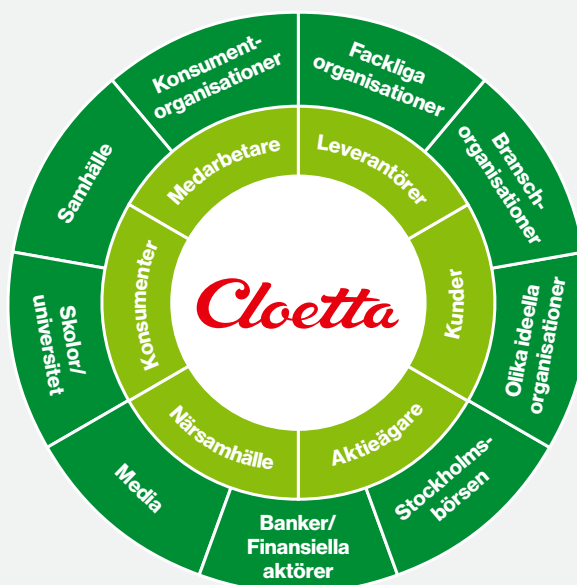 Konsument-
organisationer
Fackliga
organisationer
Bransch-
organisationer
Olika ideella
organisationer
Stockholms-
börsen
Banker/
Finansiella
aktörer
Media
Skolor/
universitet
Samhälle
Medarbetare
Leverantörer
Kunder
Aktieägare
Närsamhälle
Konsumenter
Cloetta